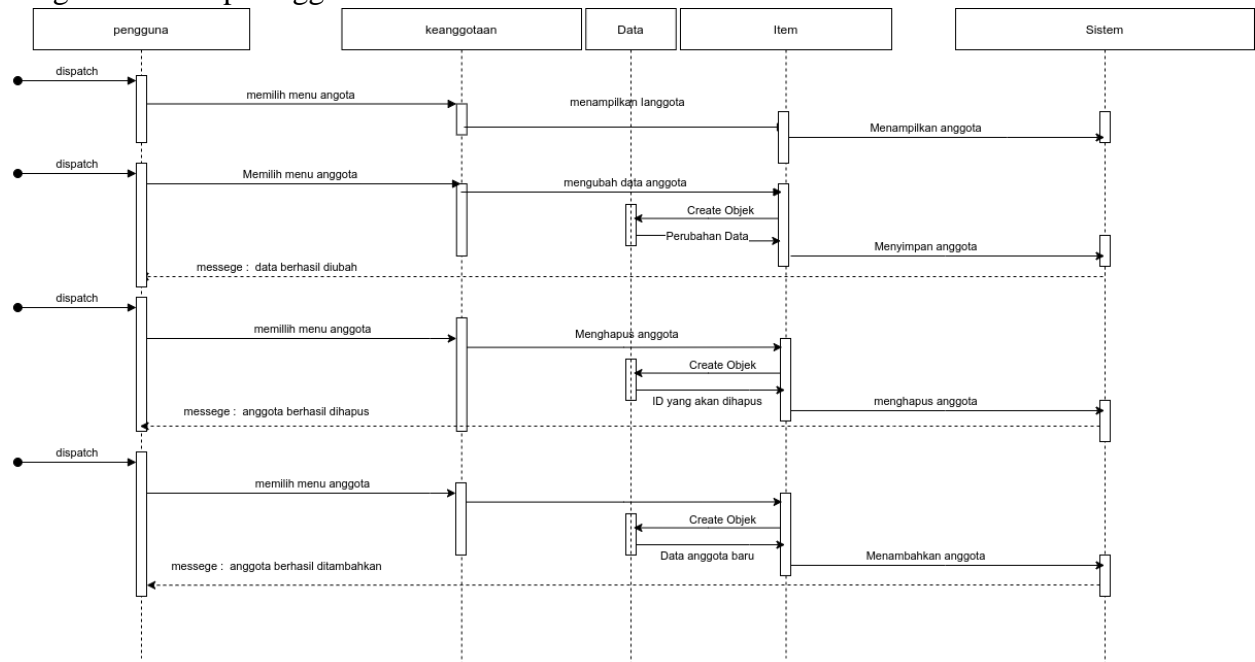 pengguna
keanggotaan
Data
Item
Sistem
dispatch
memilih menu angota
menampilkan langgota
Menampilkan anggota
dispatch
Memilih menu anggota
mengubah data anggota
Create Objek
Perubahan Data
Menyimpan anggota
messege : data berhasil diubah
dispatch
memillih menu anggota
Menghapus anggota
Create Objek
ID yang akan dihapus
menghapus anggota
messege : anggota berhasil dihapus
dispatch
memilih menu anggota
Create Objek
Data anggota baru
Menambahkan anggota
messege : anggota berhasil ditambahkan